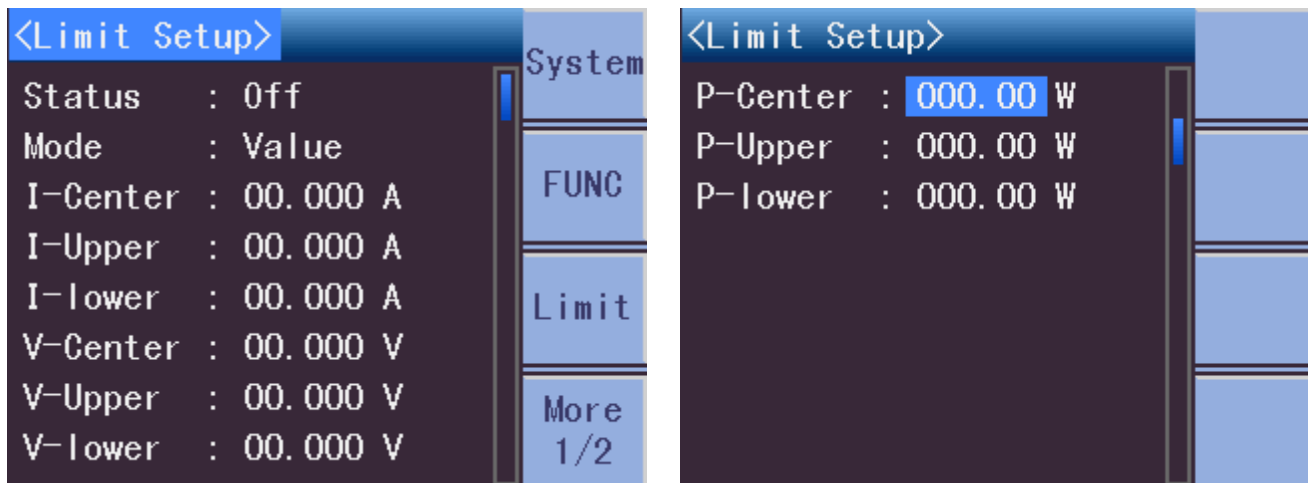 <Limit Setup>
Status : Off
Mode : Value
I-Center : 00.000 A
I-Upper : 00.000 A
I-lower : 00.000 A
V-Center : 00.000 V
V-Upper : 00.000 V
V-lower : 00.000 V
System
FUNC
Limit
More
1/2
<Limit Setup>
P-Center : 000.00 W
P-Upper : 000.00 W
P-lower : 000.00 W